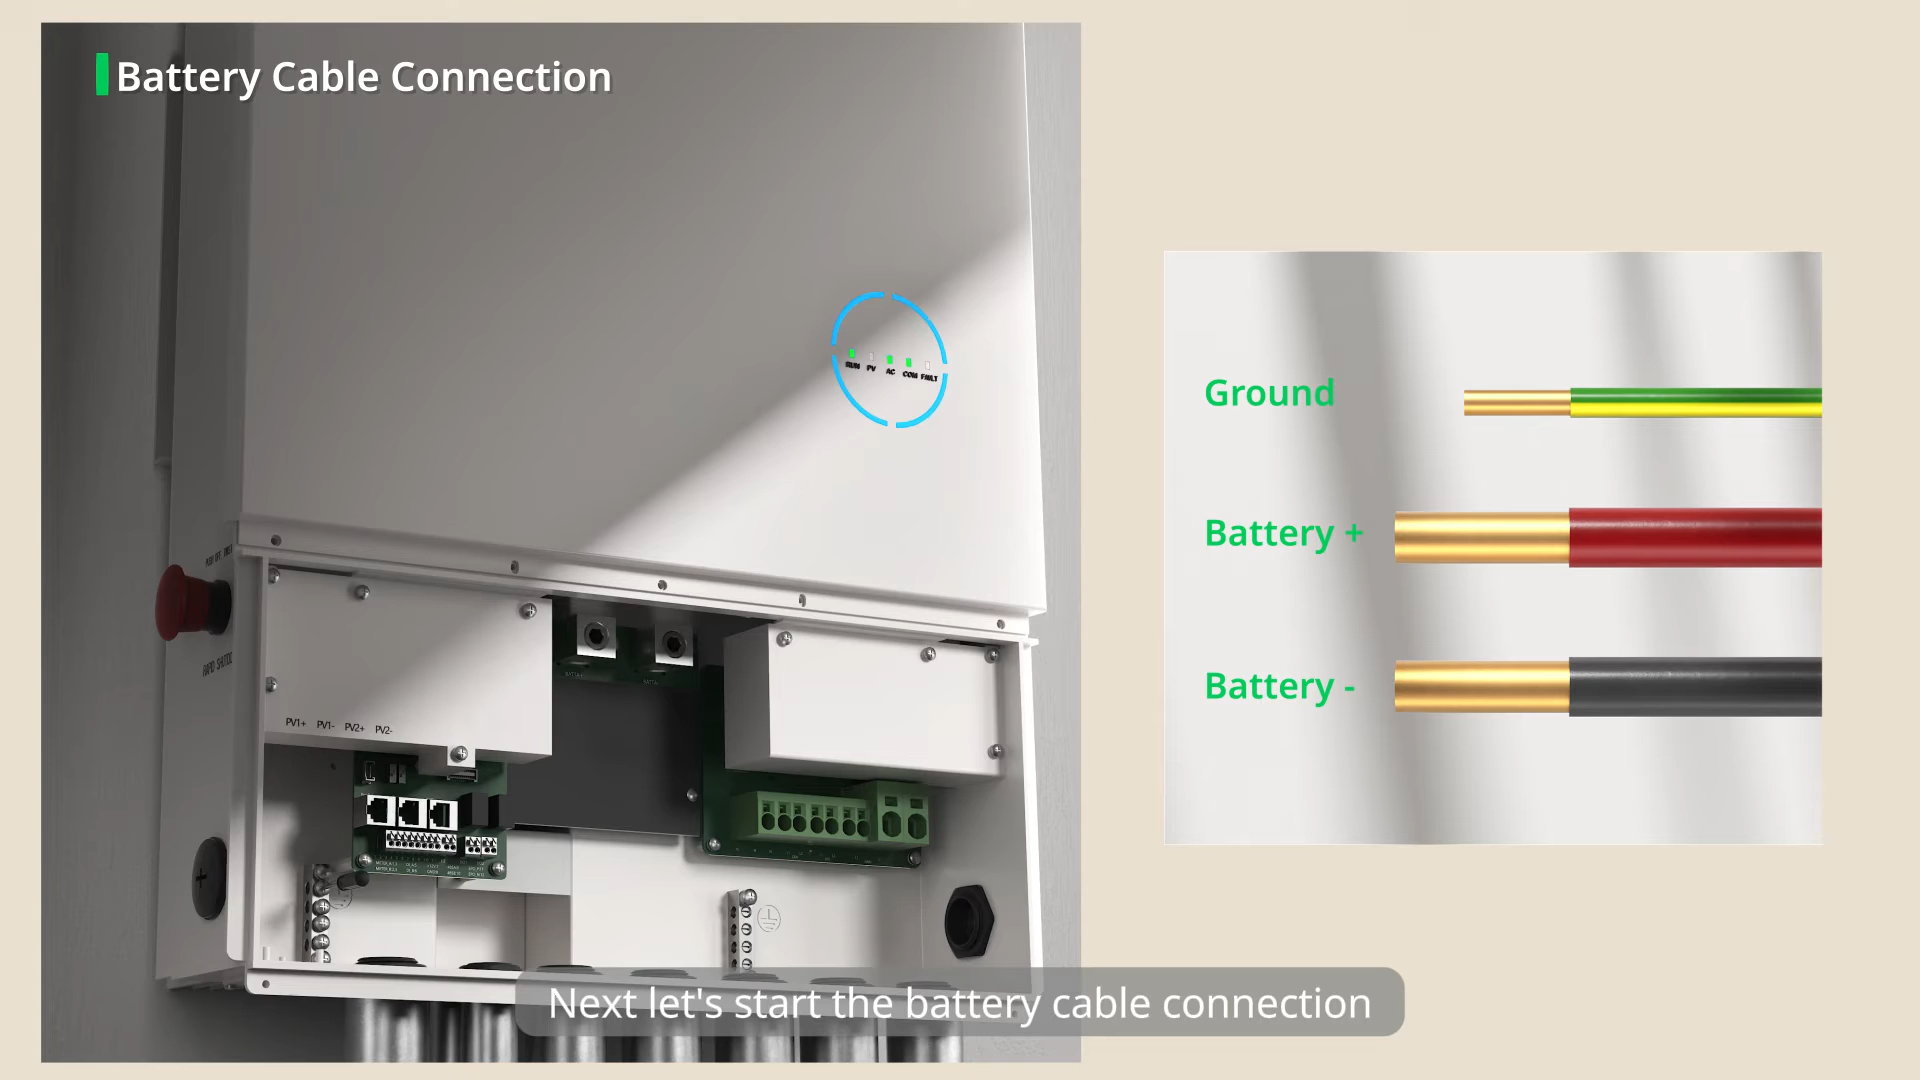 Battery Cable Connection
RUN PV AC COM FAULT
Ground
Battery +
Battery -
PV1+ PV1- PV2+ PV2-
Next let's start the battery cable connection